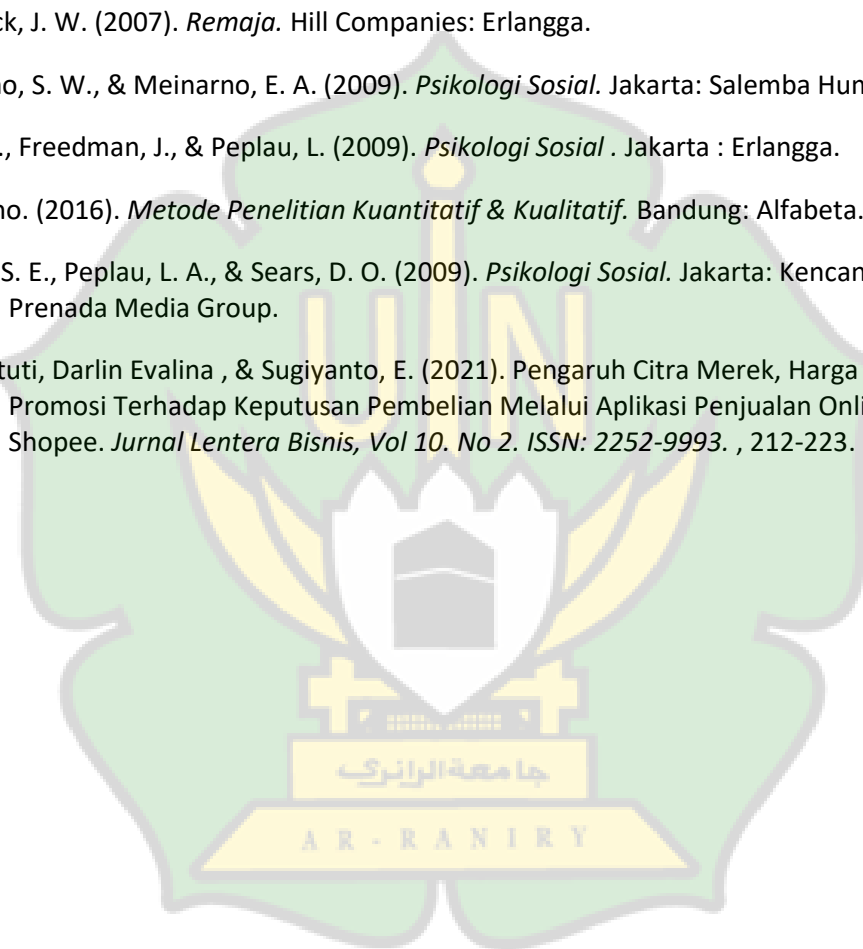 ck, J. W. (2007). Remaja. Hill Companies: Erlangga.
no, S. W., & Meinarno, E. A. (2009). Psikologi Sosial. Jakarta: Salemba Hum
., Freedman, J., & Peplau, L. (2009). Psikologi Sosial . Jakarta : Erlangga.
no. (2016). Metode Penelitian Kuantitatif & Kualitatif. Bandung: Alfabeta.
S. E., Peplau, L. A., & Sears, D. O. (2009). Psikologi Sosial. Jakarta: Kencan
Prenada Media Group.
tuti, Darlin Evalina , & Sugiyanto, E. (2021). Pengaruh Citra Merek, Harga
Promosi Terhadap Keputusan Pembelian Melalui Aplikasi Penjualan Onli
Shopee. Jurnal Lentera Bisnis, Vol 10. No 2. ISSN: 2252-9993. , 212-223.
UIN
جامعة الرانري
AR-RANIRY